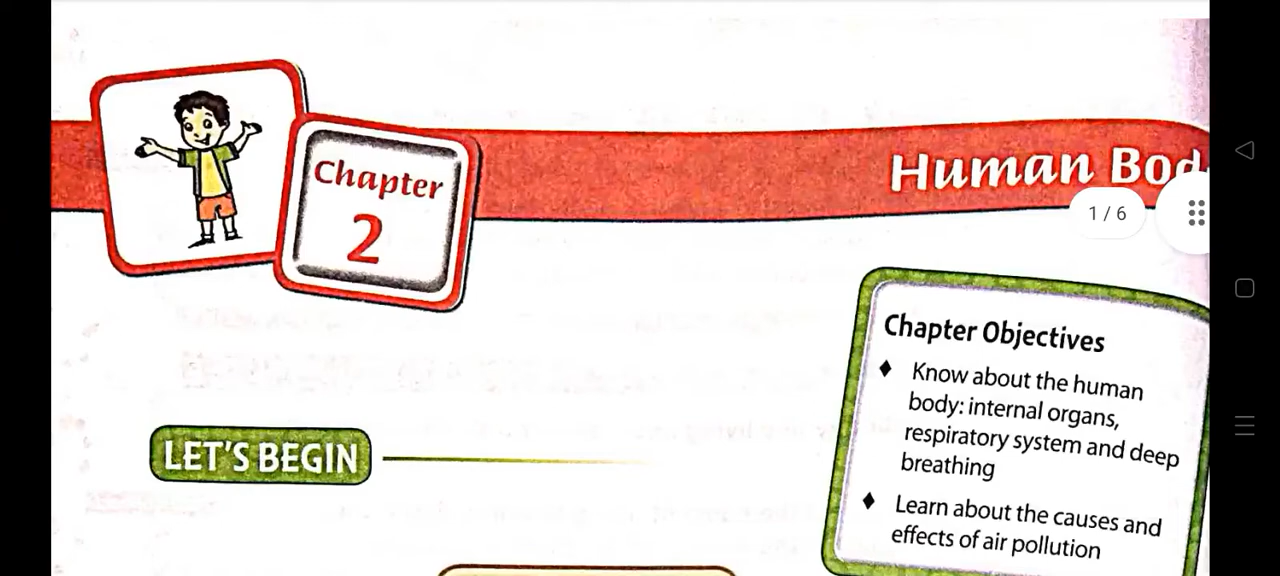 Chapter
2
Human Bod
1 / 6
Chapter Objectives
♦ Know about the human
body: internal organs,
respiratory system and deep
breathing
♦ Learn about the causes and
effects of air pollution
LET'S BEGIN